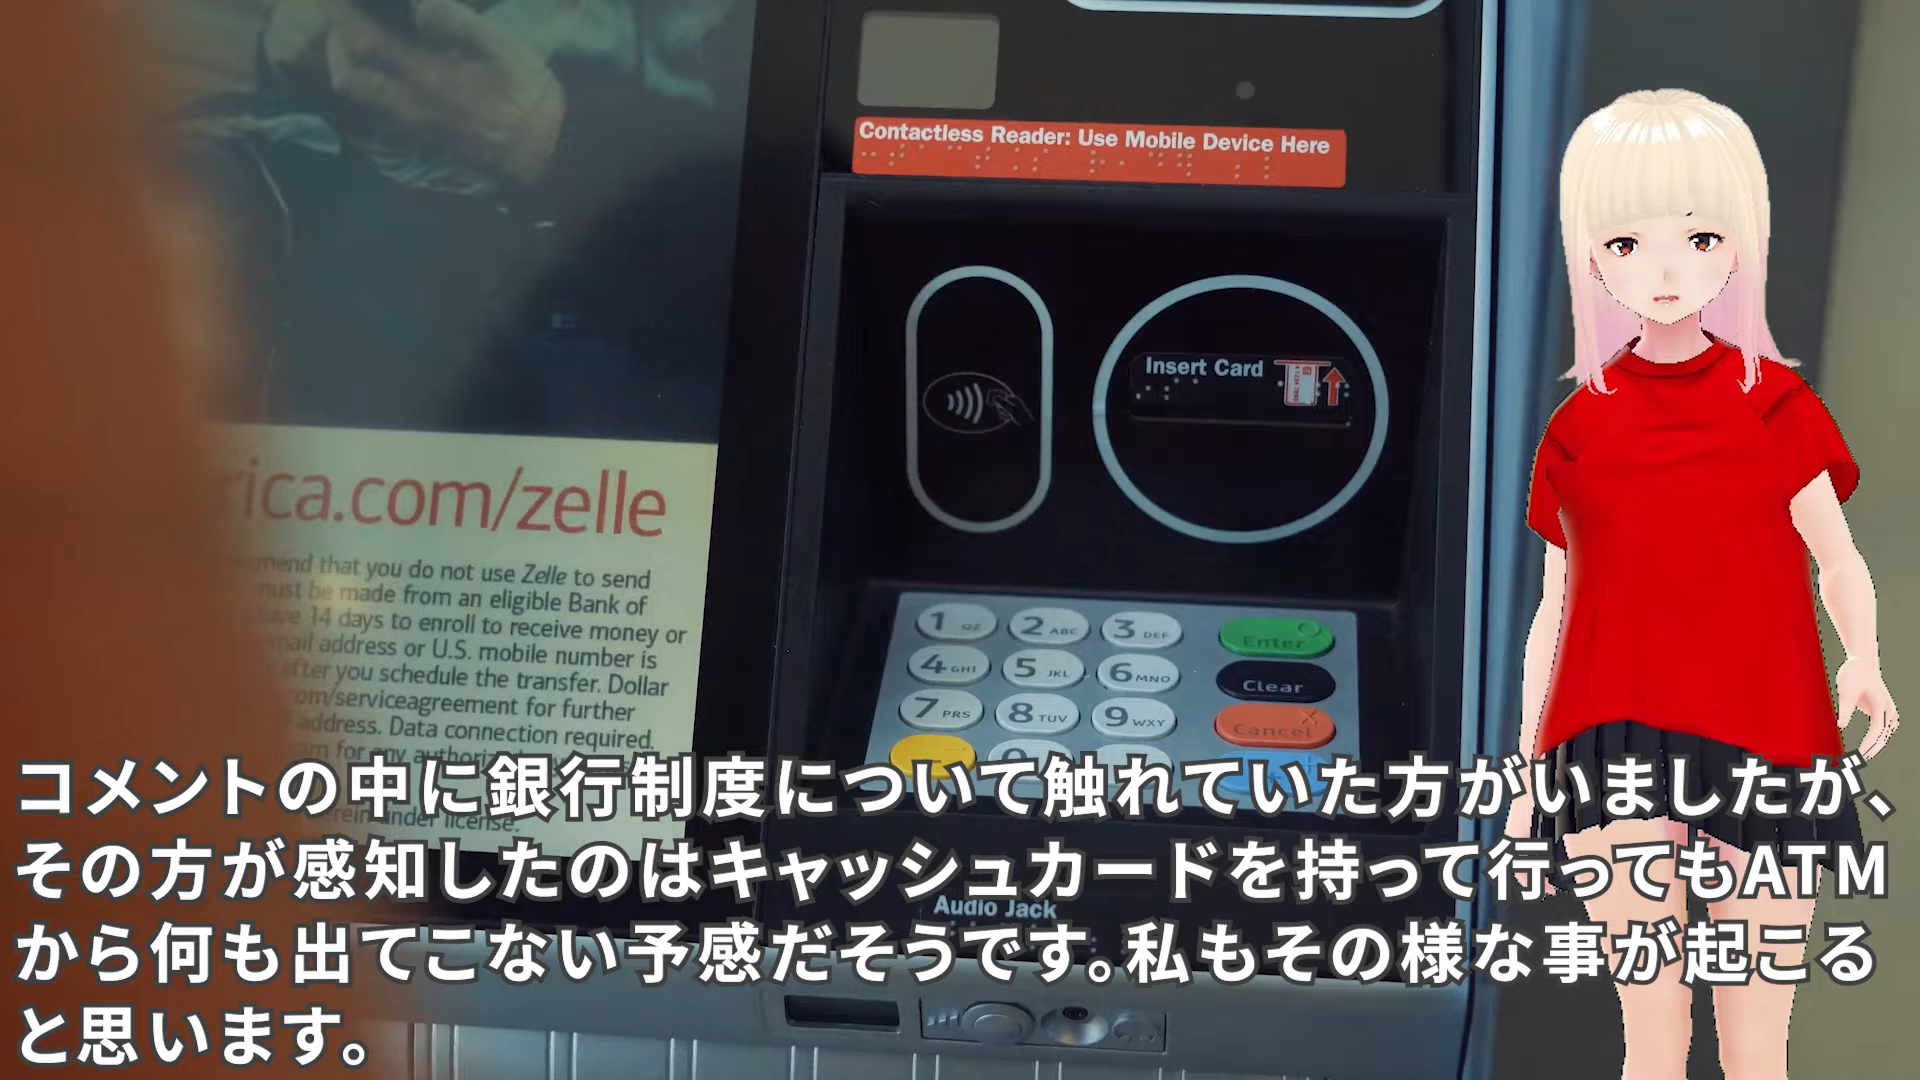 Contactless Reader: Use Mobile Device Here
Insert Card
rica.com/zelle
mend that you do not use Zelle to send
must be made from an eligible Bank of
have 14 days to enroll to receive money or
mail address or U.S. mobile number is
after you schedule the transfer. Dollar
com/serviceagreement for further
address. Data connection required.
for any
under license.
1 QZ 2 ABC 3 DEF Enter
4 GHI 5 JKL 6 MNO Clear
7 PRS 8 TUV 9 WXY Cancel
コメントの中に銀行制度について触れていた方がいましたが、
その方が感知したのはキャッシュカードを持って行ってもATM
Audio Jack
から何も出てこない予感だそうです。私もその様な事が起こる
と思います。